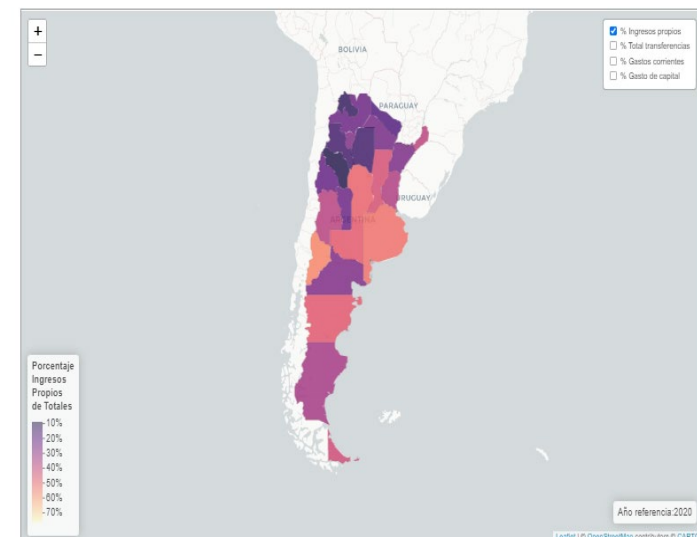 +
−
BOLIVIA
PARAGUAY
URUGUAY
ARGENTINA
% Ingresos propios
% Total transferencias
% Gastos corrientes
% Gasto de capital
Porcentaje
Ingresos
Propios
de Totales
10%
20%
30%
40%
50%
60%
70%
Año referencia:2020
Leaflet | © OpenStreetMap contributors © CARTO